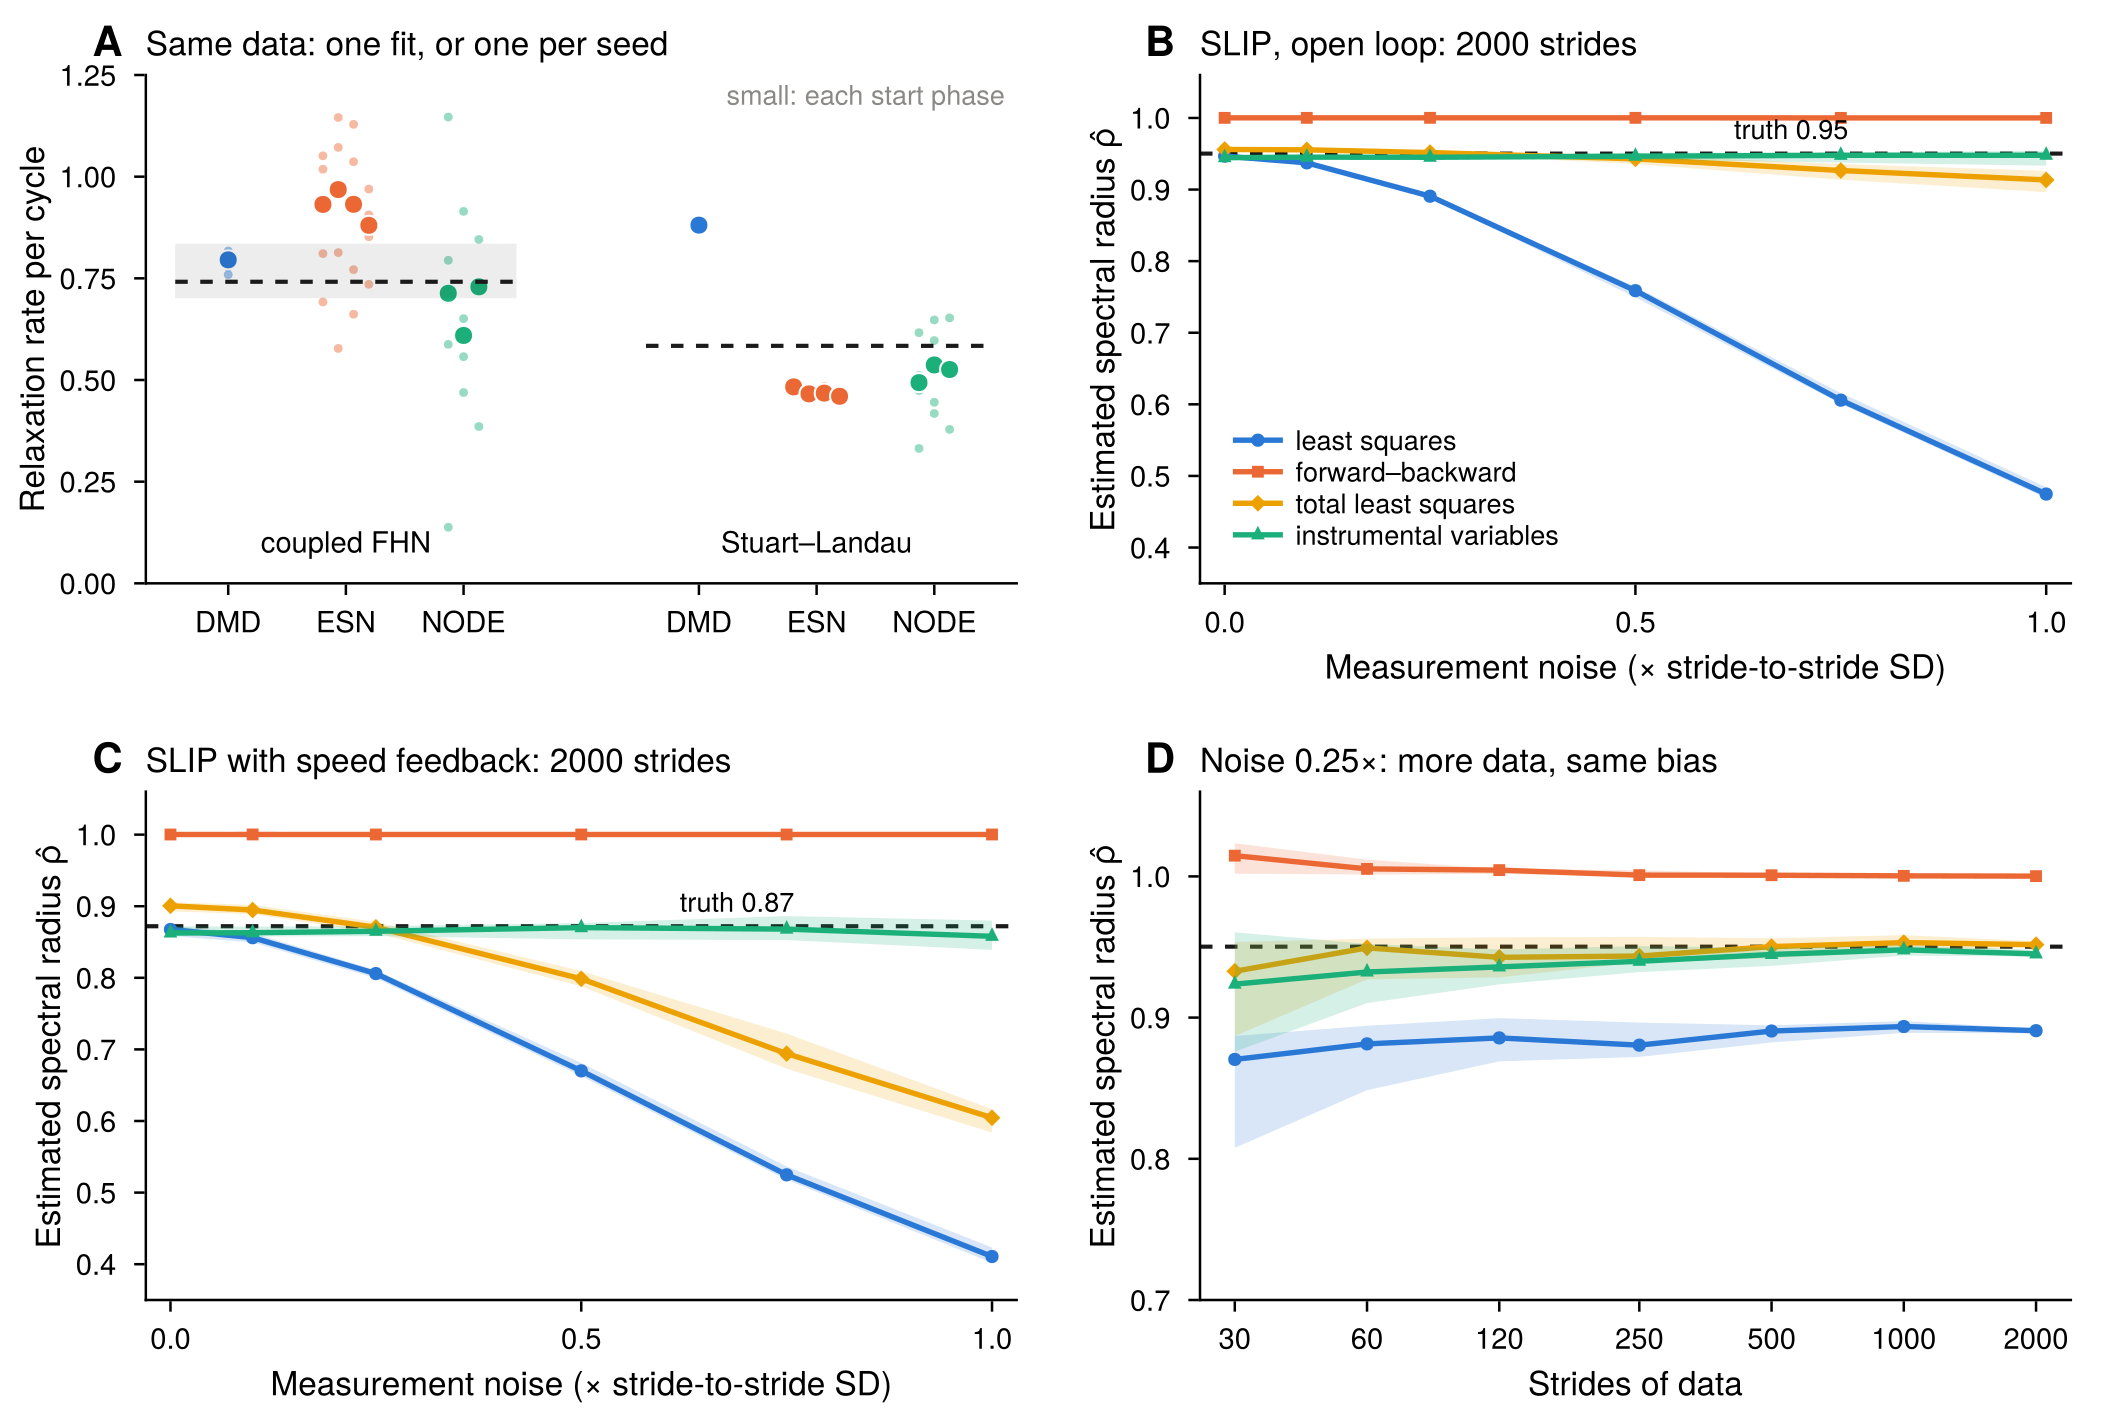 A Same data: one fit, or one per seed
small: each start phase
Relaxation rate per cycle
1.25
1.00
0.75
0.50
0.25
0.00
coupled FHN
Stuart–Landau
DMD ESN NODE DMD ESN NODE
B SLIP, open loop: 2000 strides
Estimated spectral radius ρ̂
1.0
0.9
0.8
0.7
0.6
0.5
0.4
truth 0.95
least squares
forward–backward
total least squares
instrumental variables
0.0 0.5 1.0
Measurement noise (× stride-to-stride SD)
C SLIP with speed feedback: 2000 strides
Estimated spectral radius ρ̂
1.0
0.9
0.8
0.7
0.6
0.5
0.4
truth 0.87
0.0 0.5 1.0
Measurement noise (× stride-to-stride SD)
D Noise 0.25×: more data, same bias
Estimated spectral radius ρ̂
1.0
0.9
0.8
0.7
30 60 120 250 500 1000 2000
Strides of data